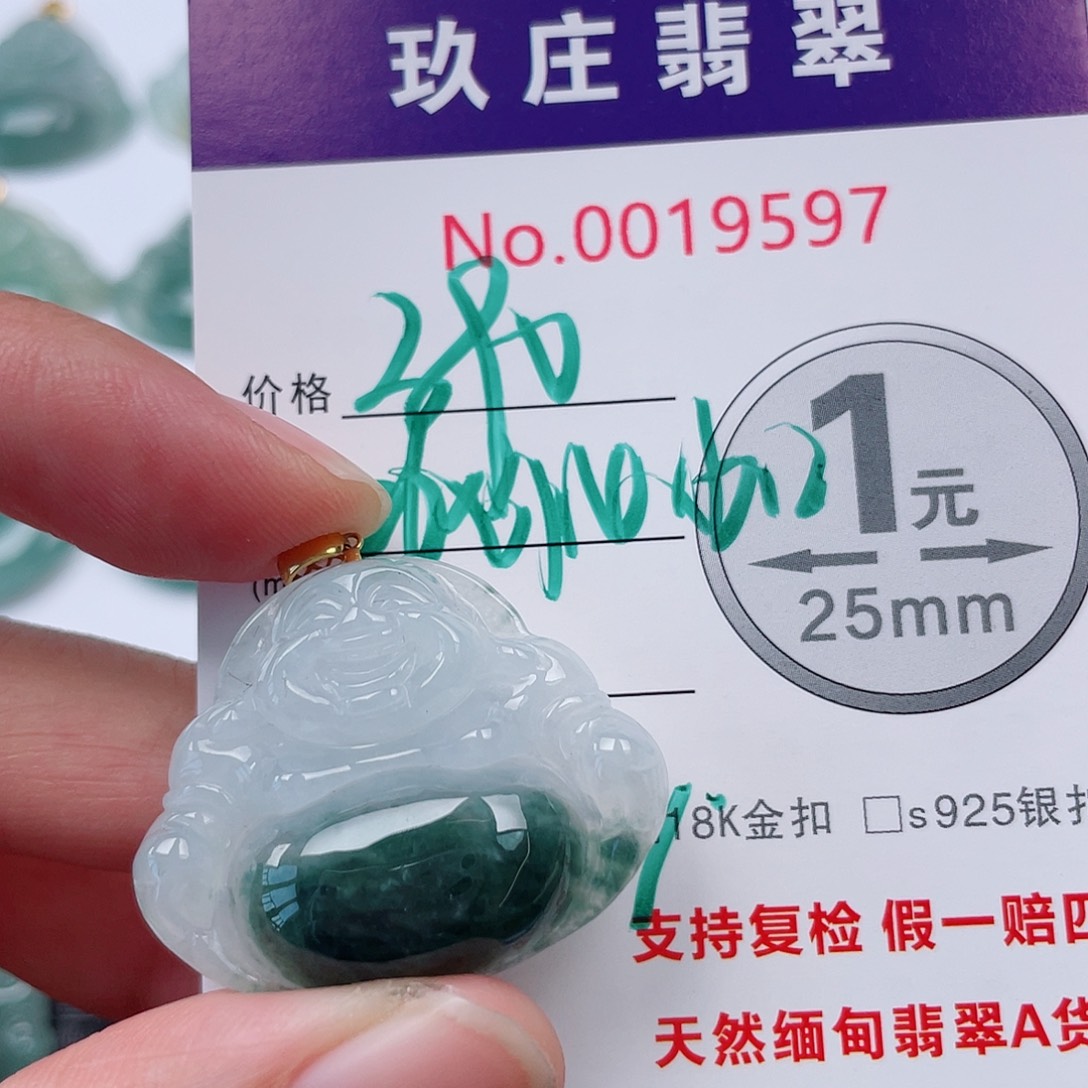 玖庄翡翠
No.0019597
价格
(m
1元
25mm
18K金扣 □s925银扣
支持复检 假一赔四
天然缅甸翡翠A货